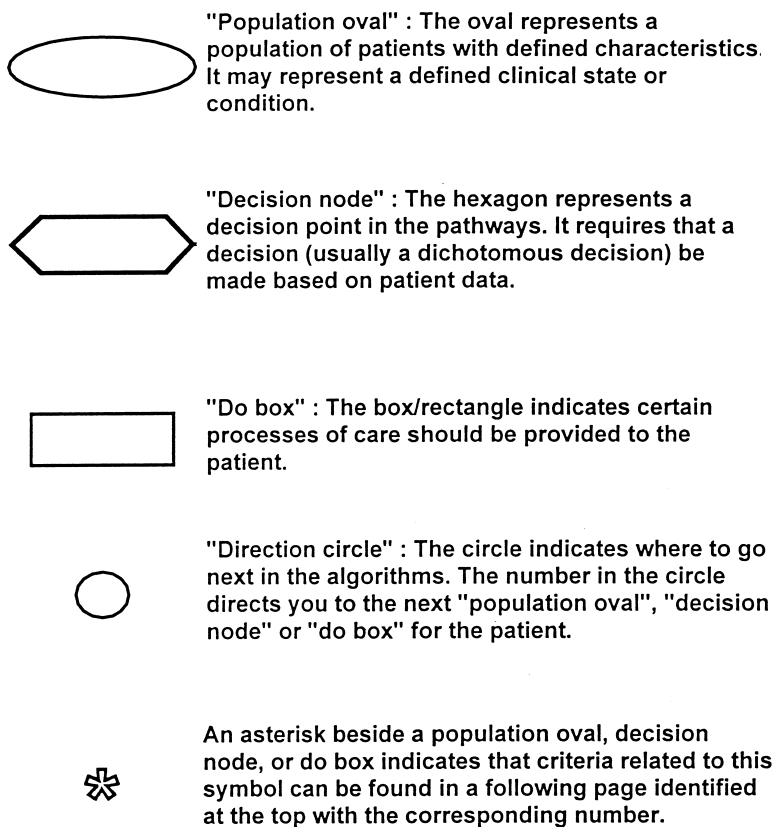 "Population oval" : The oval represents a
population of patients with defined characteristics.
It may represent a defined clinical state or
condition.
"Decision node" : The hexagon represents a
decision point in the pathways. It requires that a
decision (usually a dichotomous decision) be
made based on patient data.
"Do box" : The box/rectangle indicates certain
processes of care should be provided to the
patient.
"Direction circle" : The circle indicates where to go
next in the algorithms. The number in the circle
directs you to the next "population oval", "decision
node" or "do box" for the patient.
An asterisk beside a population oval, decision
node, or do box indicates that criteria related to this
symbol can be found in a following page identified
at the top with the corresponding number.